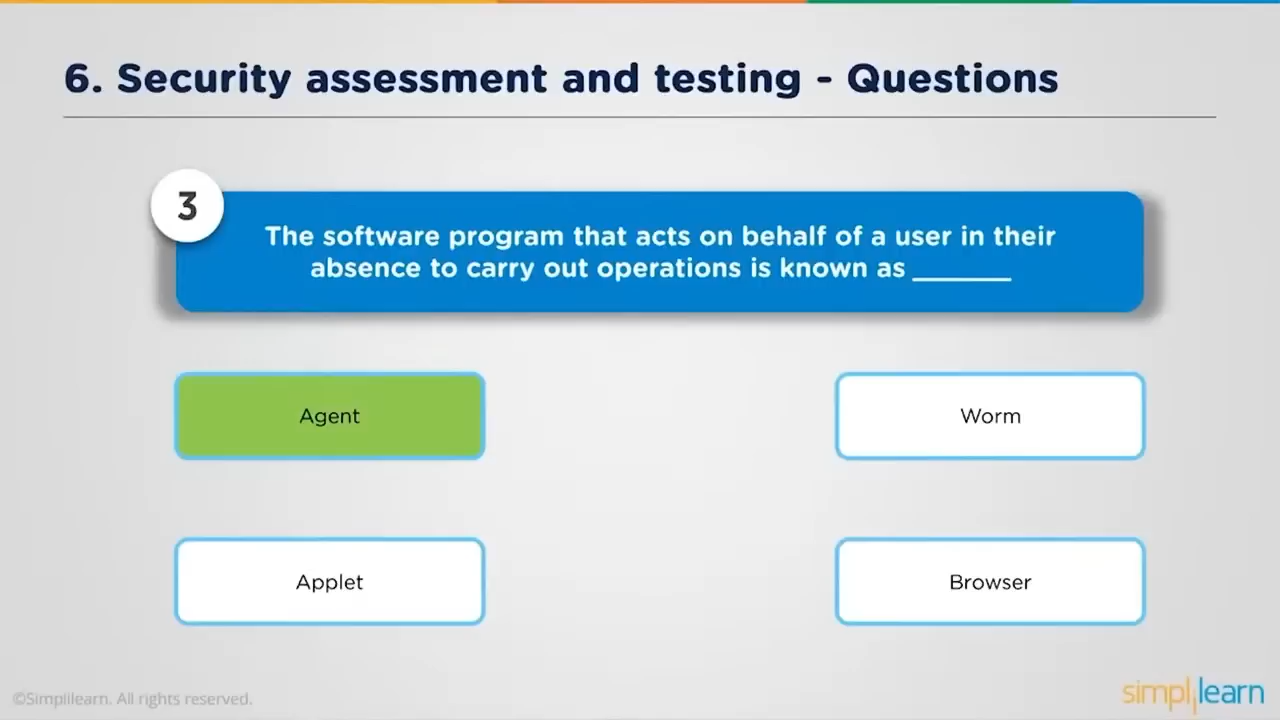 6. Security assessment and testing - Questions
3
The software program that acts on behalf of a user in their
absence to carry out operations is known as _______
Agent
Worm
Applet
Browser
©Simplilearn. All rights reserved.
simplilearn